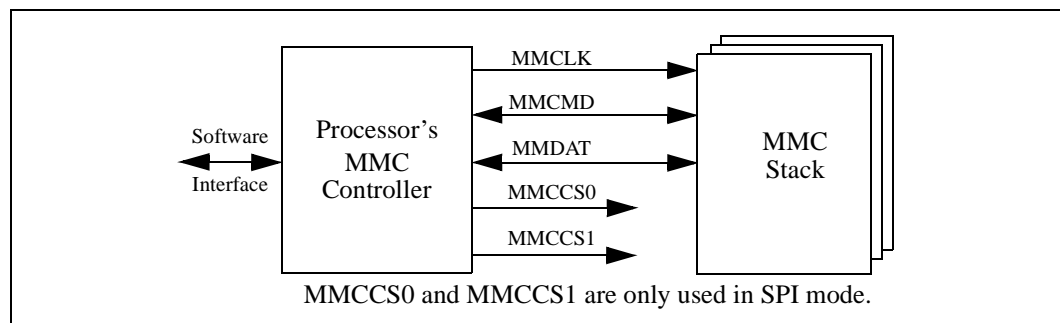 Software
Interface
Processor's
MMC
Controller
MMCLK
MMCMD
MMDAT
MMCCS0
MMCCS1
MMC
Stack
MMCCS0 and MMCCS1 are only used in SPI mode.